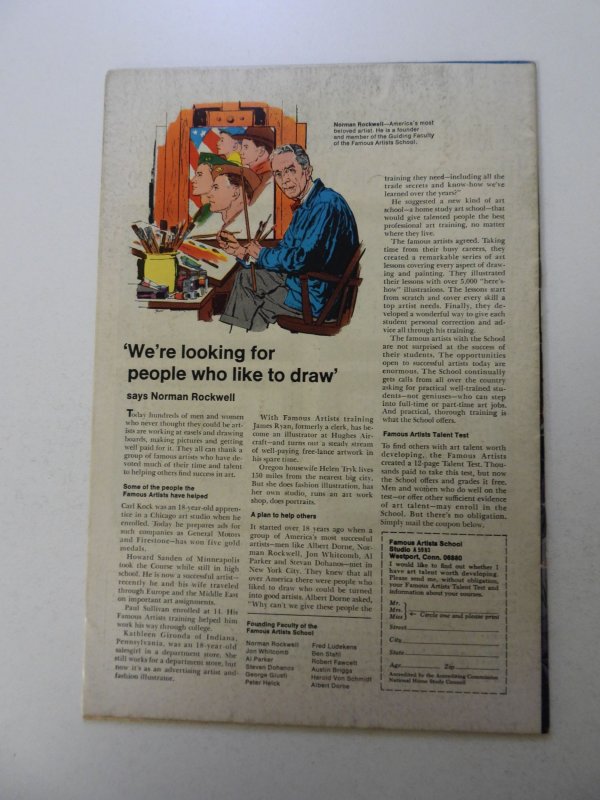 Norman Rockwell—America's most
beloved artist. He is a founder
and member of the Guiding Faculty
of the Famous Artists School.
'We're looking for
people who like to draw'
says Norman Rockwell
Today hundreds of men and women
who never thought they could be art-
ists are working at easels and drawing
boards, making pictures and getting
well paid for it. They all can thank a
group of famous artists who have de-
voted much of their time and talent
to helping others find success in art.
Some of the people the
Famous Artists have helped
Carl Kock was an 18-year-old appren-
tice in a Chicago art studio when he
enrolled. Today he prepares ads for
such companies as General Motors
and Firestone—has won five gold
medals.
Howard Sanden of Minneapolis
took the Course while still in high
school. He is now a successful artist—
recently he and his wife traveled
through Europe and the Middle East
on important art assignments.
Paul Sullivan enrolled at 14. His
Famous Artists training helped him
work his way through college.
Kathleen Gironda of Indiana,
Pennsylvania, was an 18-year-old
salesgirl in a department store. She
still works for a department store, but
now it's as an advertising artist and
fashion illustrator.
With Famous Artists training
James Ryan, formerly a clerk, has be-
come an illustrator at Hughes Air-
craft—and turns out a steady stream
of well-paying free-lance artwork in
his spare time.
Oregon housewife Helen Tryk lives
150 miles from the nearest big city.
But she does fashion illustration, has
her own studio, runs an art work
shop, does portraits.
A plan to help others
It started over 18 years ago when a
group of America's most successful
artists—men like Albert Dorne, Nor-
man Rockwell, Jon Whitcomb, Al
Parker and Stevan Dohanos—met in
New York City. They knew that all
over America there were people who
liked to draw who could be turned
into good artists. Albert Dorne asked,
"Why can't we give these people the
Founding Faculty of the
Famous Artists School
Norman Rockwell
Jon Whitcomb
Al Parker
Stevan Dohanos
George Giusti
Peter Helck
Fred Ludekens
Ben Stahl
Robert Fawcett
Austin Briggs
Harold Von Schmidt
Albert Dorne
training they need—including all the
trade secrets and know-how we've
learned over the years?"
He suggested a new kind of art
school—a home study art school—that
would give talented people the best
professional art training, no matter
where they live.
The famous artists agreed. Taking
time from their busy careers, they
created a remarkable series of art
lessons covering every aspect of draw-
ing and painting. They illustrated
their lessons with over 5,000 "here's-
how" illustrations. The lessons start
from scratch and cover every skill a
top artist needs. Finally, they de-
veloped a wonderful way to give each
student personal correction and ad-
vice all through his training.
The famous artists with the School
are not surprised at the success of
their students. The opportunities
open to successful artists today are
enormous. The School continually
gets calls from all over the country
asking for practical well-trained stu-
dents—not geniuses—who can step
into full-time or part-time art jobs.
And practical, thorough training is
what the School offers.
Famous Artists Talent Test
To find others with art talent worth
developing, the Famous Artists
created a 12-page Talent Test. Thou-
sands paid to take this test, but now
the School offers and grades it free.
Men and women who do well on the
test—or offer other sufficient evidence
of art talent—may enroll in the
School. But there's no obligation.
Simply mail the coupon below.
Famous Artists School
Studio
Westport, Conn. 06880
I would like to find out whether I
have art talent worth developing.
Please send me, without obligation,
your Famous Artists Talent Test and
information about your courses.
Mr.
Mrs.
Miss
← Circle one and please print
Street
City
State
Age Zip
Accredited by the Accrediting Commission
National Home Study Council